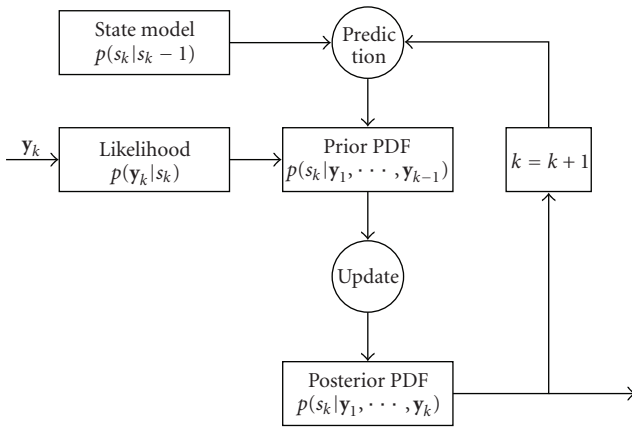 State model
p(s_k|s_k − 1)
Predic
tion
y_k
Likelihood
p(y_k|s_k)
Prior PDF
p(s_k|y_1, · · · , y_{k−1})
k = k + 1
Update
Posterior PDF
p(s_k|y_1, · · · , y_k)